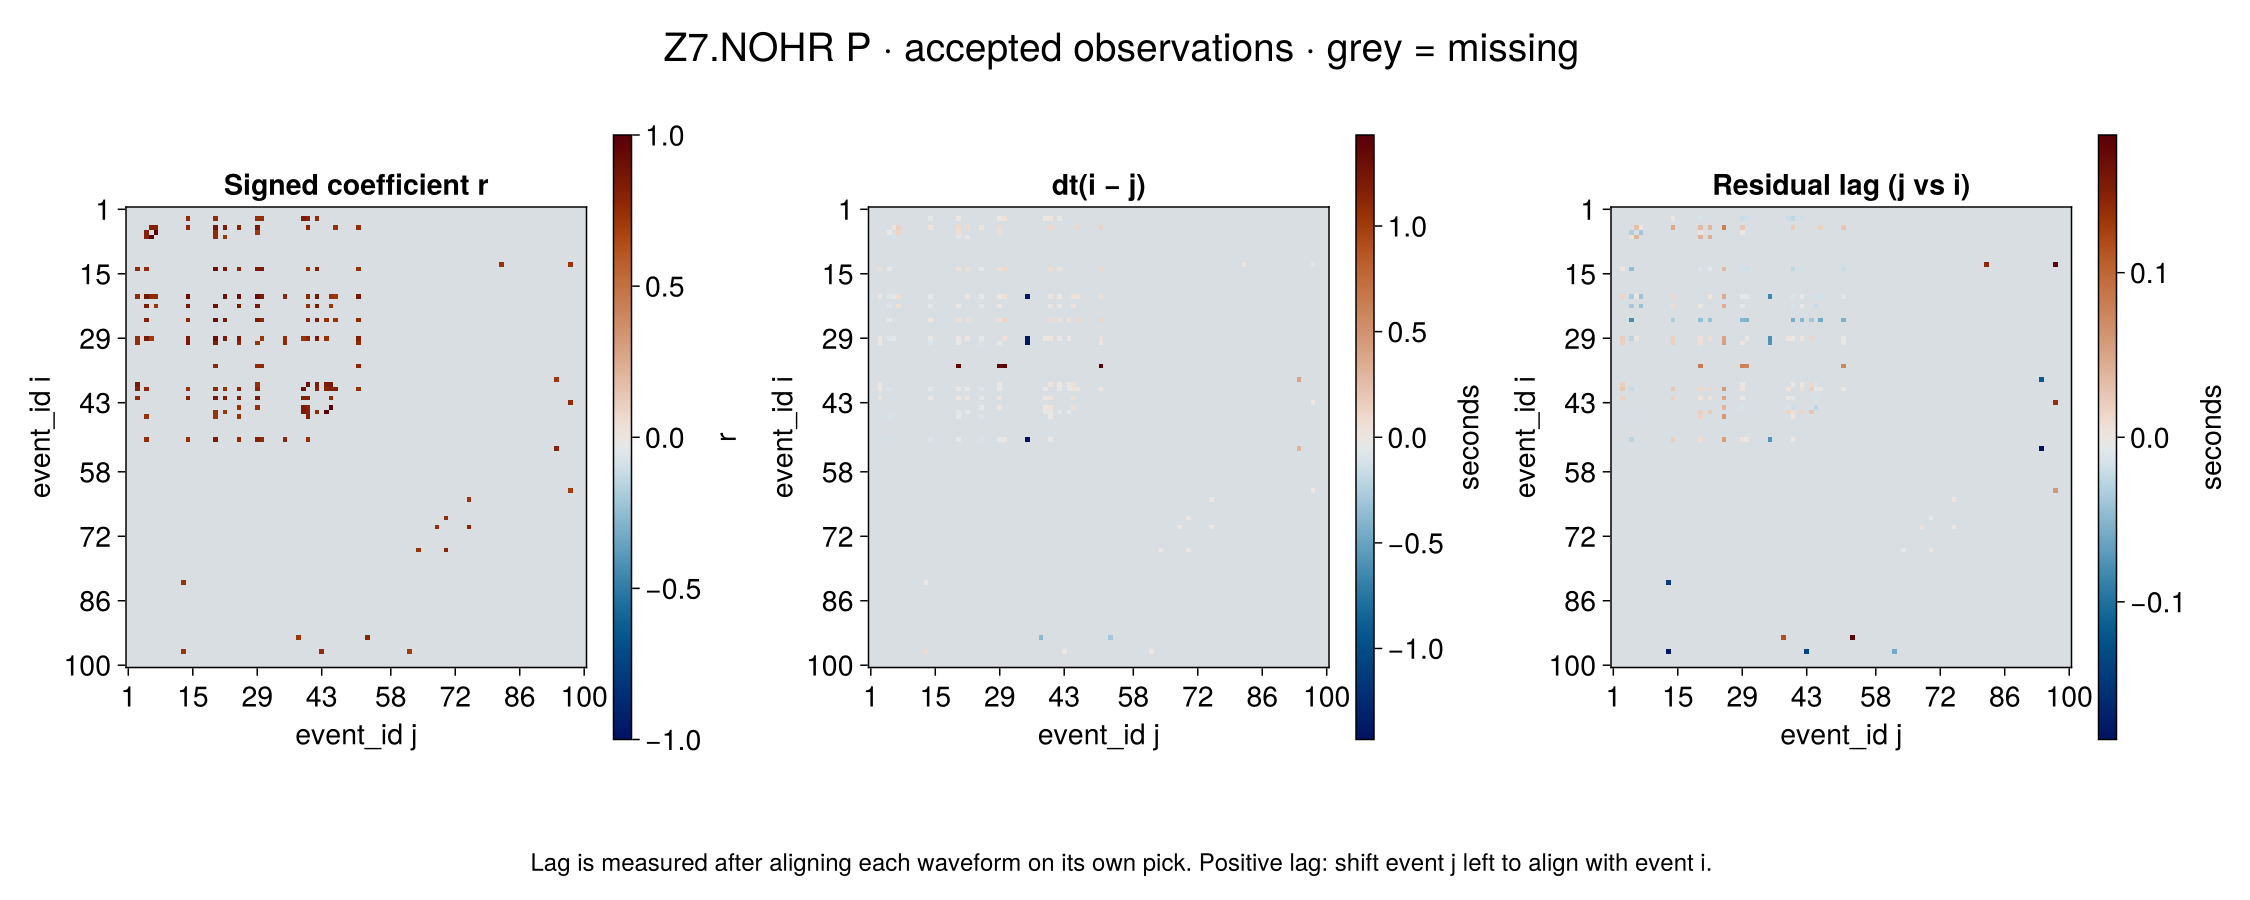 Z7.NOHR P · accepted observations · grey = missing
Signed coefficient r
1
15
29
43
58
72
86
100
event_id i
1 15 29 43 58 72 86 100
event_id j
1.0
0.5
0.0
−0.5
−1.0
r
dt(i − j)
1
15
29
43
58
72
86
100
event_id i
1 15 29 43 58 72 86 100
event_id j
1.0
0.5
0.0
−0.5
−1.0
seconds
Residual lag (j vs i)
1
15
29
43
58
72
86
100
event_id i
1 15 29 43 58 72 86 100
event_id j
0.1
0.0
−0.1
seconds
Lag is measured after aligning each waveform on its own pick. Positive lag: shift event j left to align with event i.